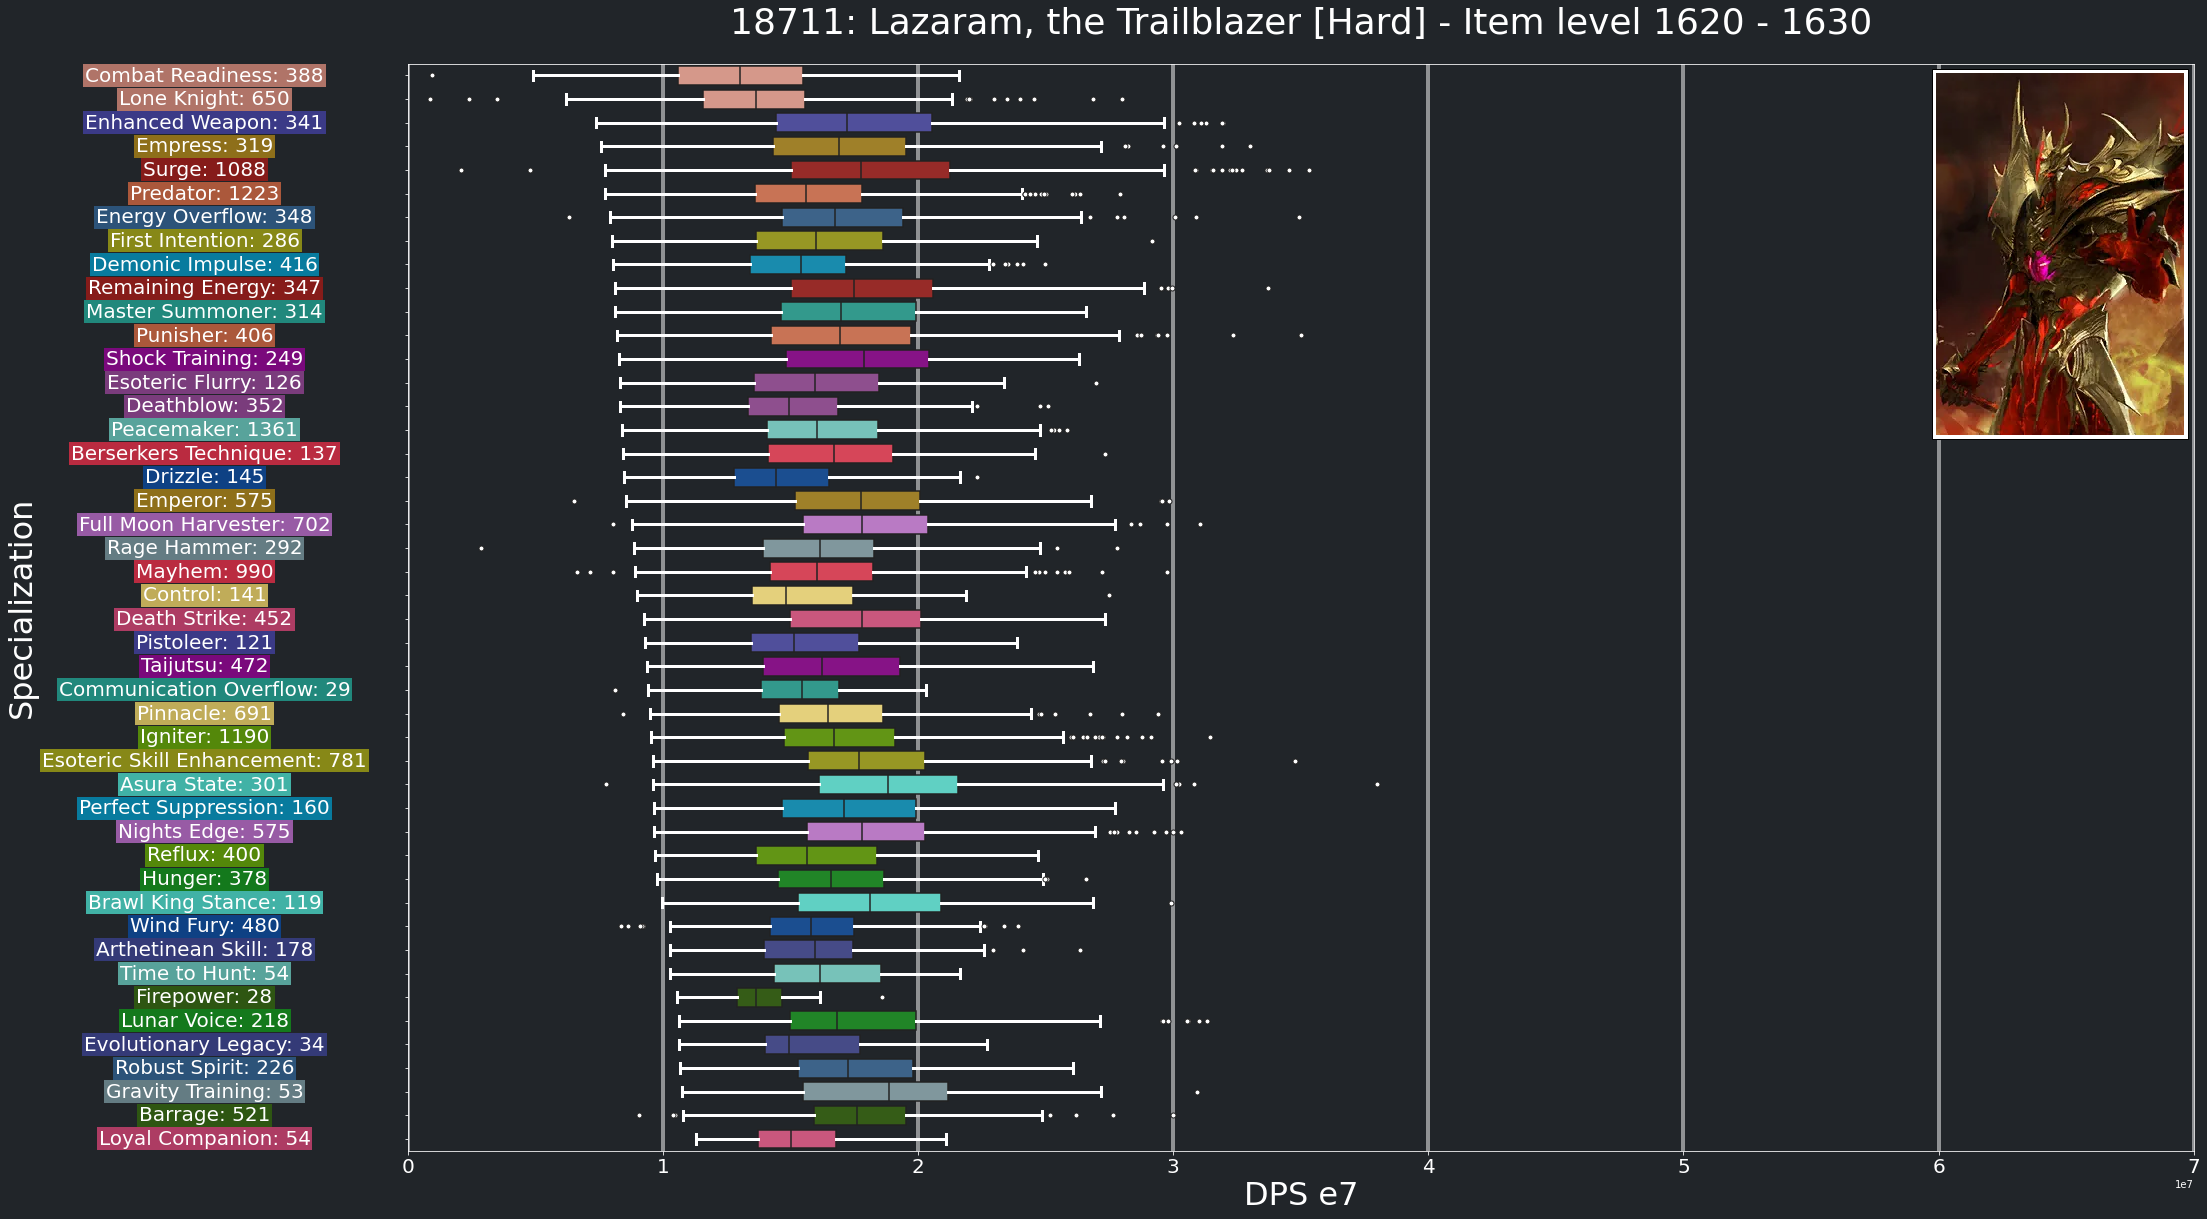 18711: Lazaram, the Trailblazer [Hard] - Item level 1620 - 1630
Combat Readiness: 388
Lone Knight: 650
Enhanced Weapon: 341
Empress: 319
Surge: 1088
Predator: 1223
Energy Overflow: 348
First Intention: 286
Demonic Impulse: 416
Remaining Energy: 347
Master Summoner: 314
Punisher: 406
Shock Training: 249
Esoteric Flurry: 126
Deathblow: 352
Peacemaker: 1361
Berserkers Technique: 137
Drizzle: 145
Emperor: 575
Full Moon Harvester: 702
Rage Hammer: 292
Mayhem: 990
Control: 141
Death Strike: 452
Pistoleer: 121
Taijutsu: 472
Communication Overflow: 29
Pinnacle: 691
Igniter: 1190
Esoteric Skill Enhancement: 781
Asura State: 301
Perfect Suppression: 160
Nights Edge: 575
Reflux: 400
Hunger: 378
Brawl King Stance: 119
Wind Fury: 480
Arthetinean Skill: 178
Time to Hunt: 54
Firepower: 28
Lunar Voice: 218
Evolutionary Legacy: 34
Robust Spirit: 226
Gravity Training: 53
Barrage: 521
Loyal Companion: 54
Specialization
0 1 2 3 4 5 6 7
DPS e7
1e7